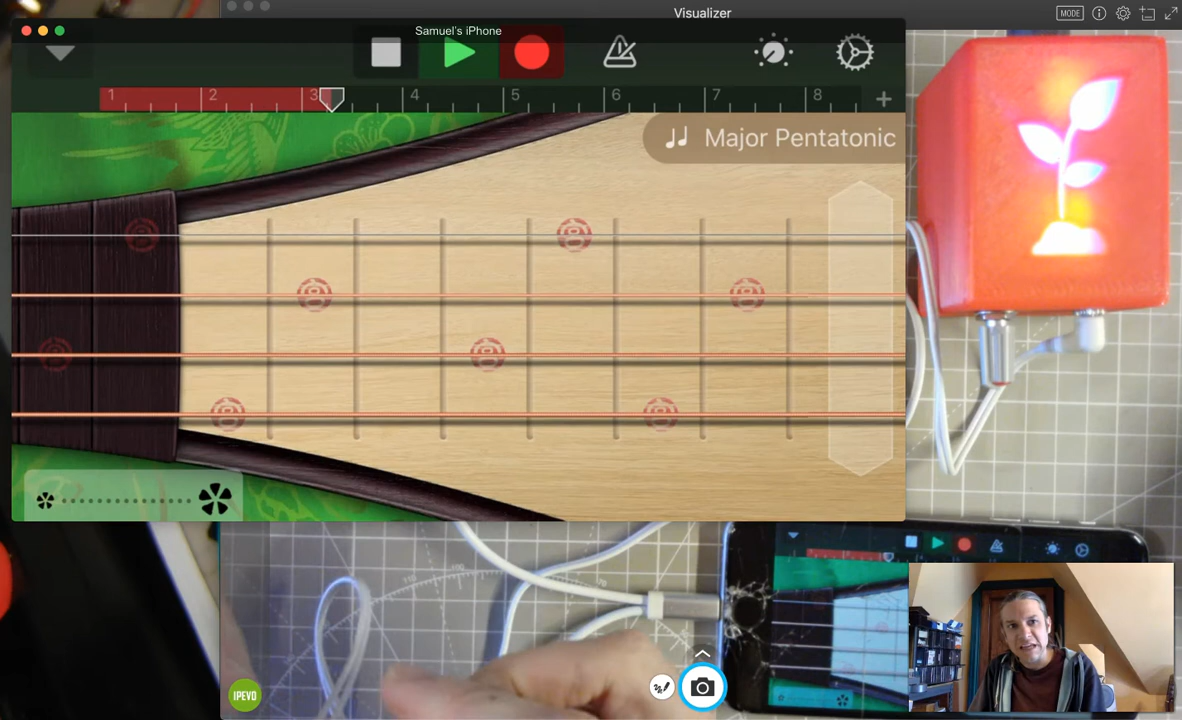 Visualizer
MODE
Samuel's iPhone
1 2 3 4 5 6 7 8 +
Major Pentatonic
IPEVO